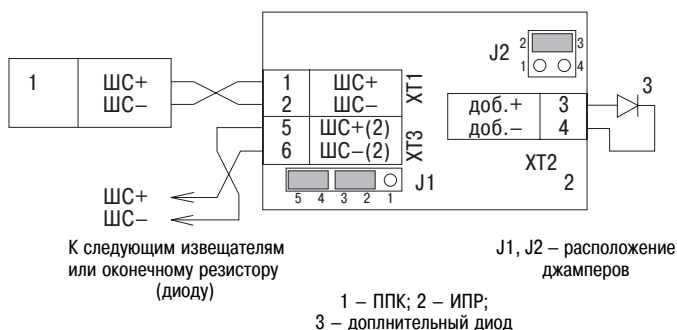 1 ШС+
ШС–
1 ШС+
2 ШС–
XT1
5 ШС+(2)
6 ШС–(2)
XT3
J2
2 3
1 4
доб.+ 3
доб.– 4
3
XT2
2
J1
5 4 3 2 1
ШС+
ШС–
К следующим извещателям
или оконечному резистору
(диоду)
J1, J2 – расположение
джамперов
1 – ППК; 2 – ИПР;
3 – доплнительный диод